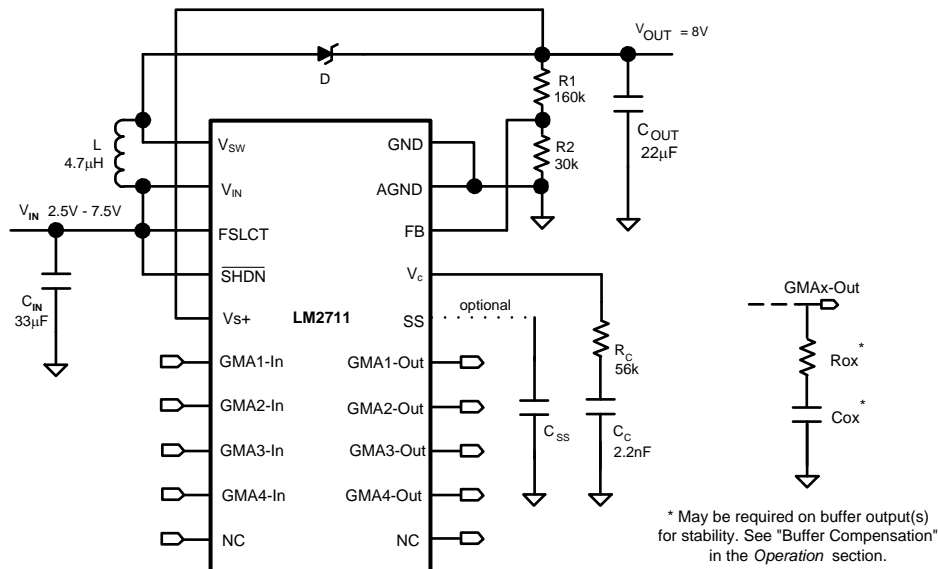 V_OUT = 8V
D
R1
160k
C_OUT
22µF
L
4.7µH
V_SW
GND
R2
30k
V_IN
AGND
V_IN 2.5V - 7.5V
FSLCT
FB
SHDN
V_c
C_IN
33µF
Vs+
LM2711
SS
optional
GMAx-Out
GMA1-In
GMA1-Out
R_C
56k
Rox*
GMA2-In
GMA2-Out
Cox*
GMA3-In
GMA3-Out
C_SS
C_C
2.2nF
GMA4-In
GMA4-Out
NC
NC
* May be required on buffer output(s)
for stability. See "Buffer Compensation"
in the Operation section.